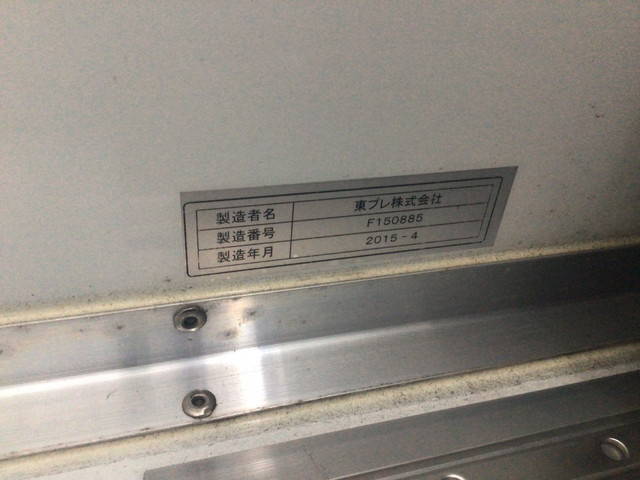 製造者名 東プレ株式会社
製造番号 F150885
製造年月 2015-4